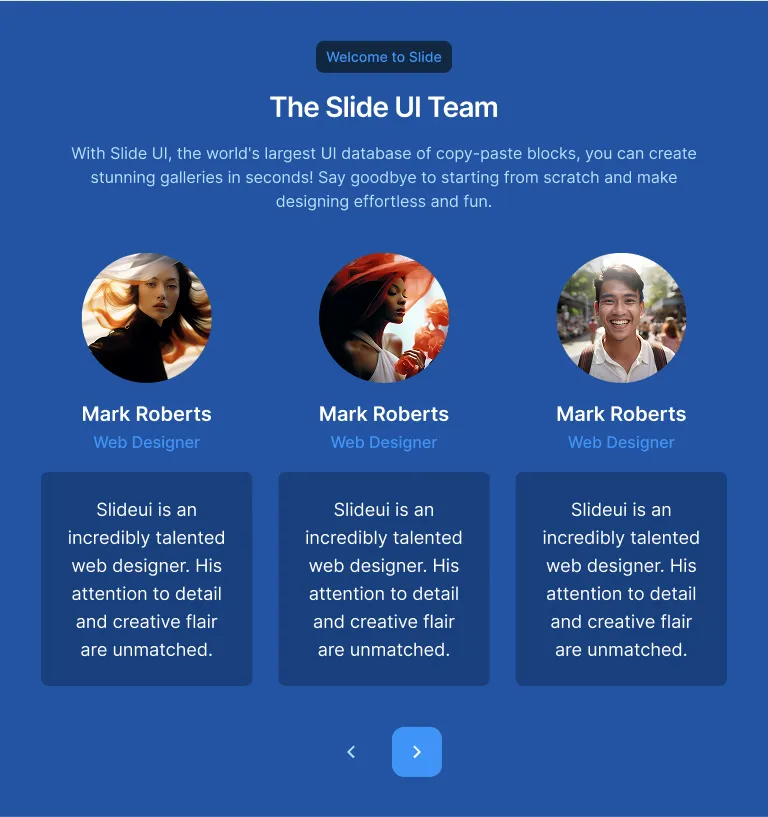 Welcome to Slide
The Slide UI Team
With Slide UI, the world's largest UI database of copy-paste blocks, you can create
stunning galleries in seconds! Say goodbye to starting from scratch and make
designing effortless and fun.
Mark Roberts
Web Designer
Slideui is an
incredibly talented
web designer. His
attention to detail
and creative flair
are unmatched.
Mark Roberts
Web Designer
Slideui is an
incredibly talented
web designer. His
attention to detail
and creative flair
are unmatched.
Mark Roberts
Web Designer
Slideui is an
incredibly talented
web designer. His
attention to detail
and creative flair
are unmatched.